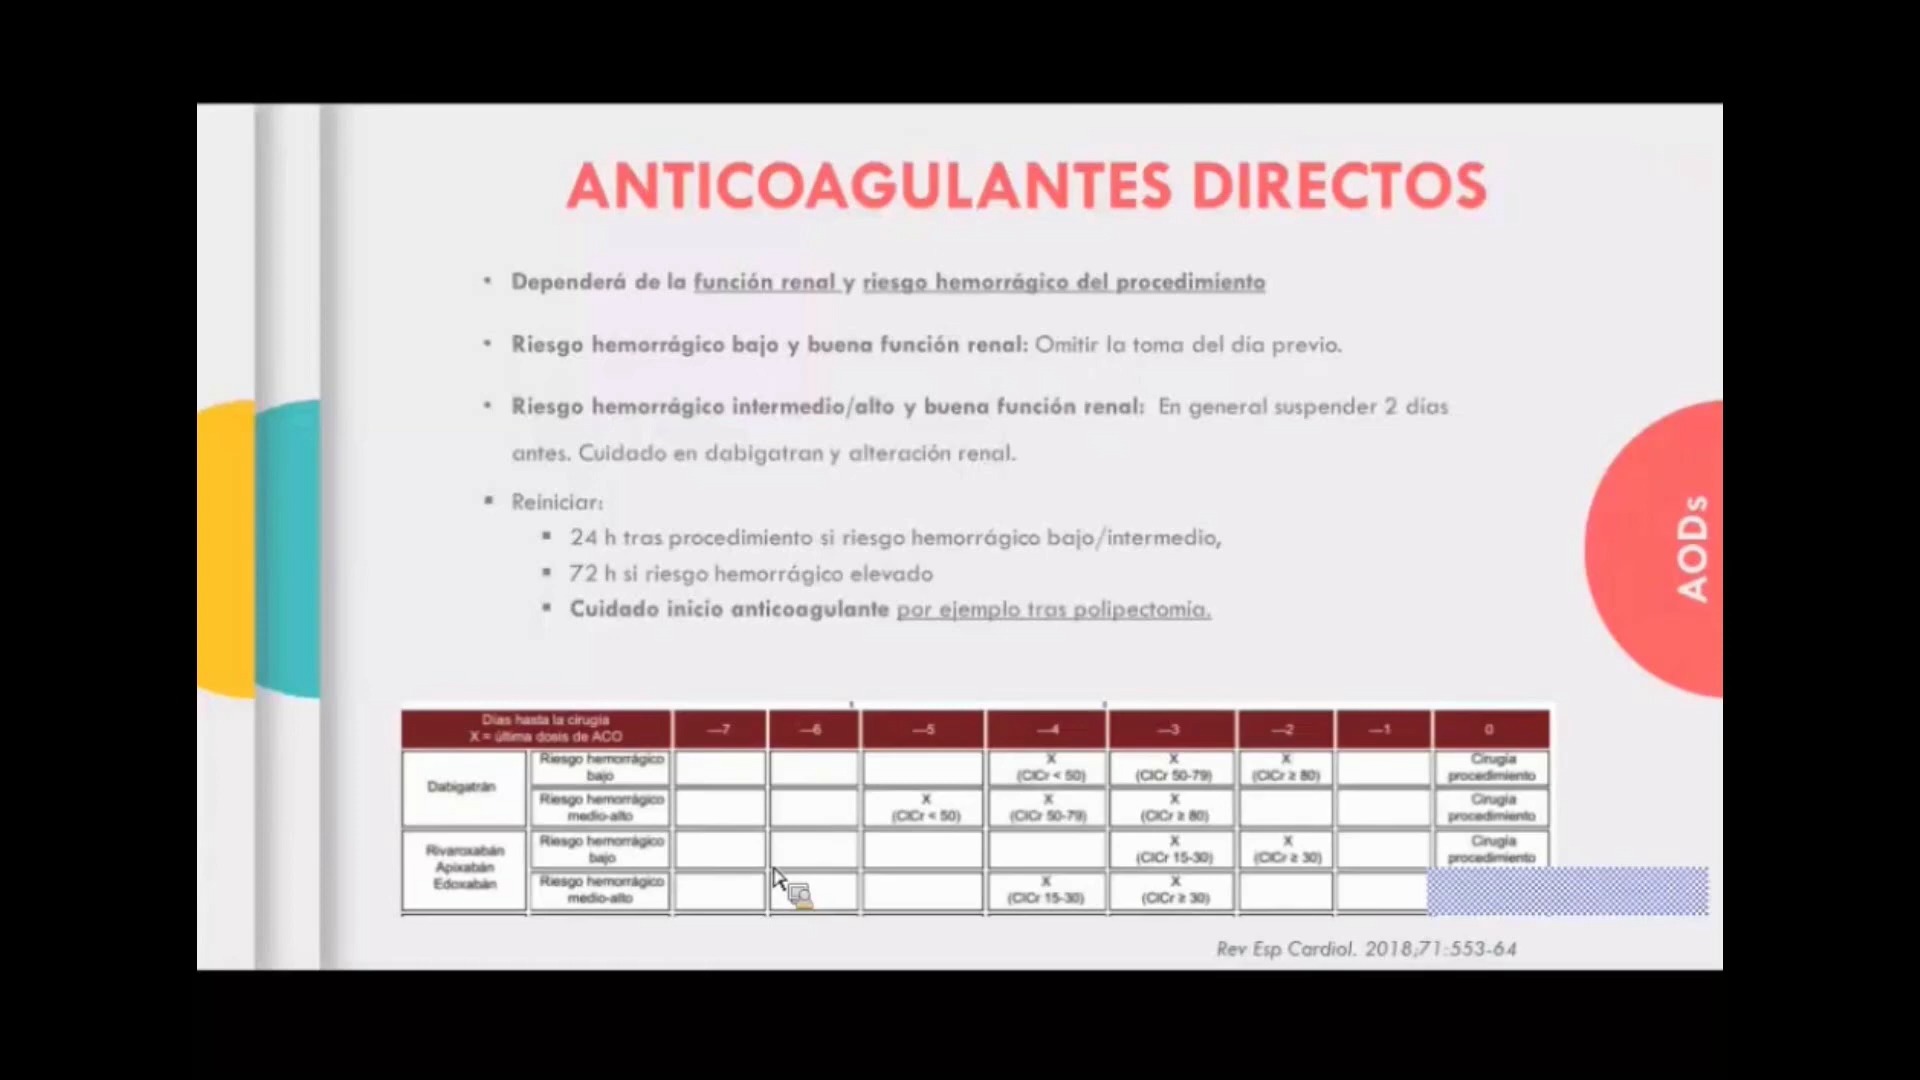 ANTICOAGULANTES DIRECTOS
• Dependerá de la función renal y riesgo hemorrágico del procedimiento
• Riesgo hemorrágico bajo y buena función renal: Omitir la toma del día previo.
• Riesgo hemorrágico intermedio/alto y buena función renal: En general suspender 2 días
antes. Cuidado en dabigatran y alteración renal.
▪ Reiniciar:
▪ 24 h tras procedimiento si riesgo hemorrágico bajo/intermedio,
▪ 72 h si riesgo hemorrágico elevado
▪ Cuidado inicio anticoagulante por ejemplo tras polipectomia.
AODs
Días hasta la cirugía
X = última dosis de ACO
—7 —6 —5 —4 —3 —2 —1 0
Dabigatrán
Riesgo hemorrágico
bajo
X
(ClCr < 50)
X
(ClCr 50-79)
X
(ClCr ≥ 80)
Cirugía
procedimiento
Riesgo hemorrágico
medio-alto
X
(ClCr < 50)
X
(ClCr 50-79)
X
(ClCr ≥ 80)
Cirugía
procedimiento
Rivaroxabán
Apixabán
Edoxabán
Riesgo hemorrágico
bajo
X
(ClCr 15-30)
X
(ClCr ≥ 30)
Cirugía
procedimiento
Riesgo hemorrágico
medio-alto
X
(ClCr 15-30)
X
(ClCr ≥ 30)
Rev Esp Cardiol. 2018;71:553-64